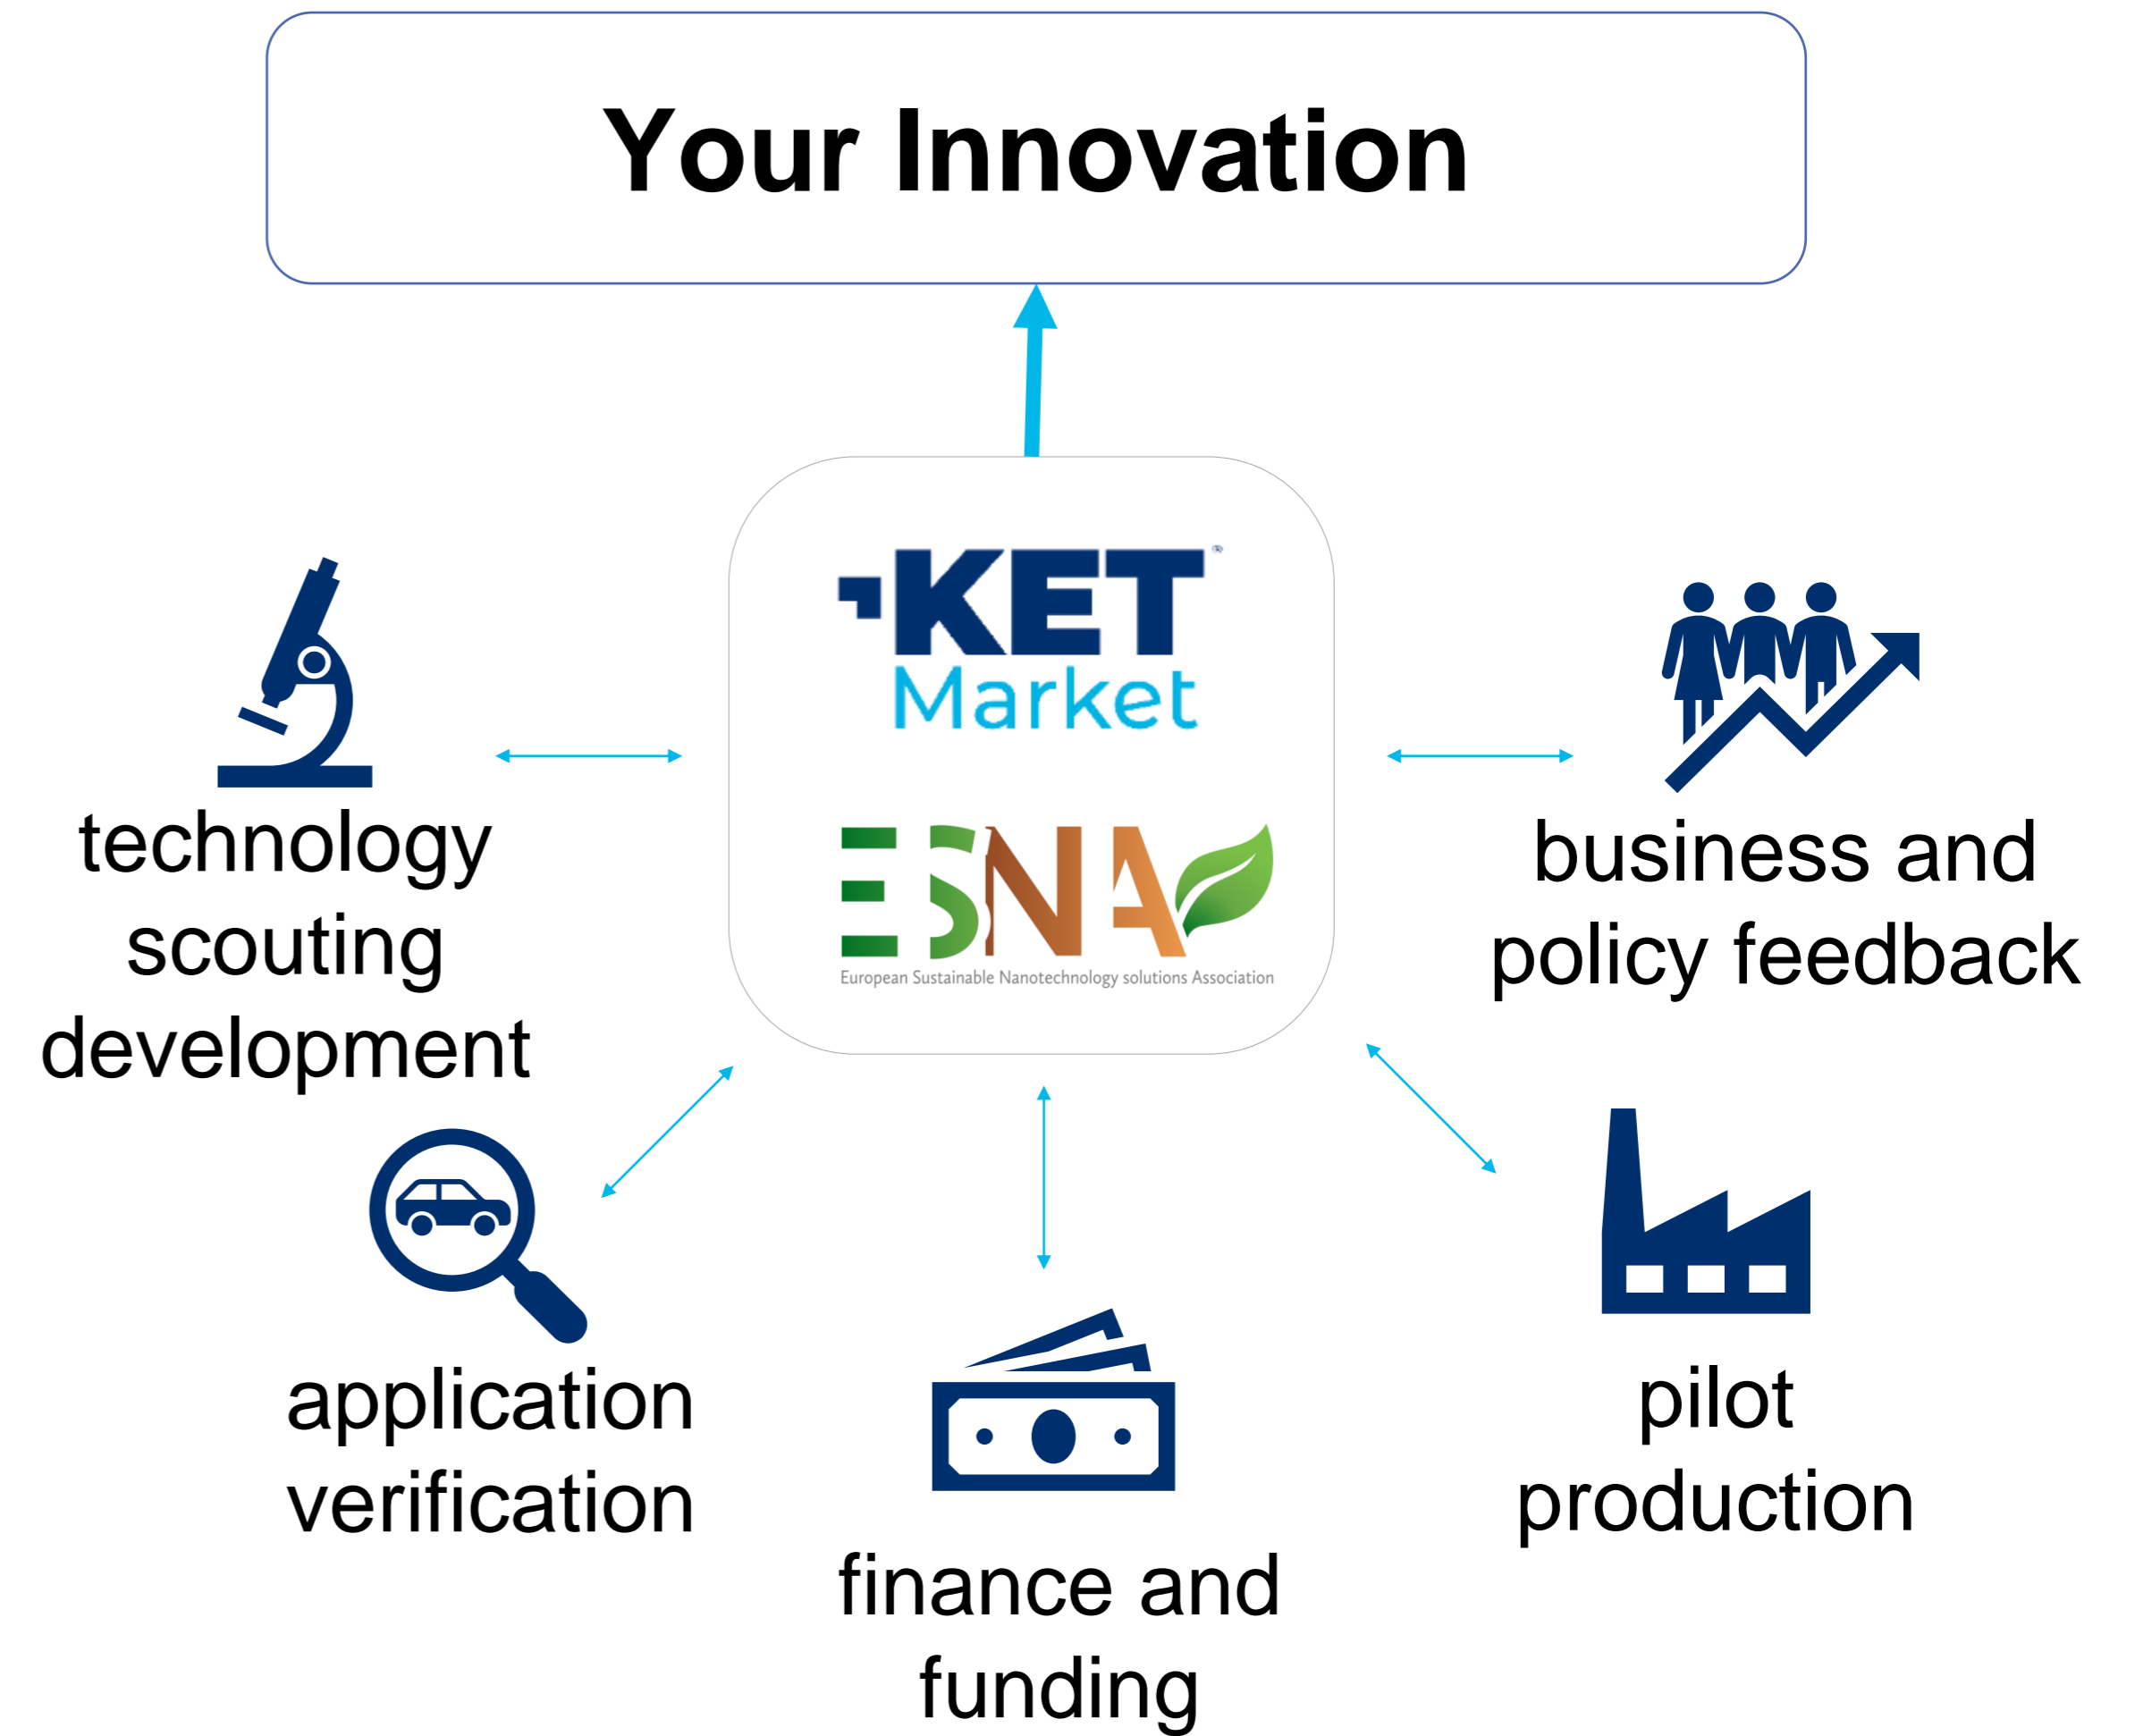 Your Innovation
KET®
Market
ESNA
European Sustainable Nanotechnology solutions Association
technology
scouting
development
business and
policy feedback
application
verification
finance and
funding
pilot
production